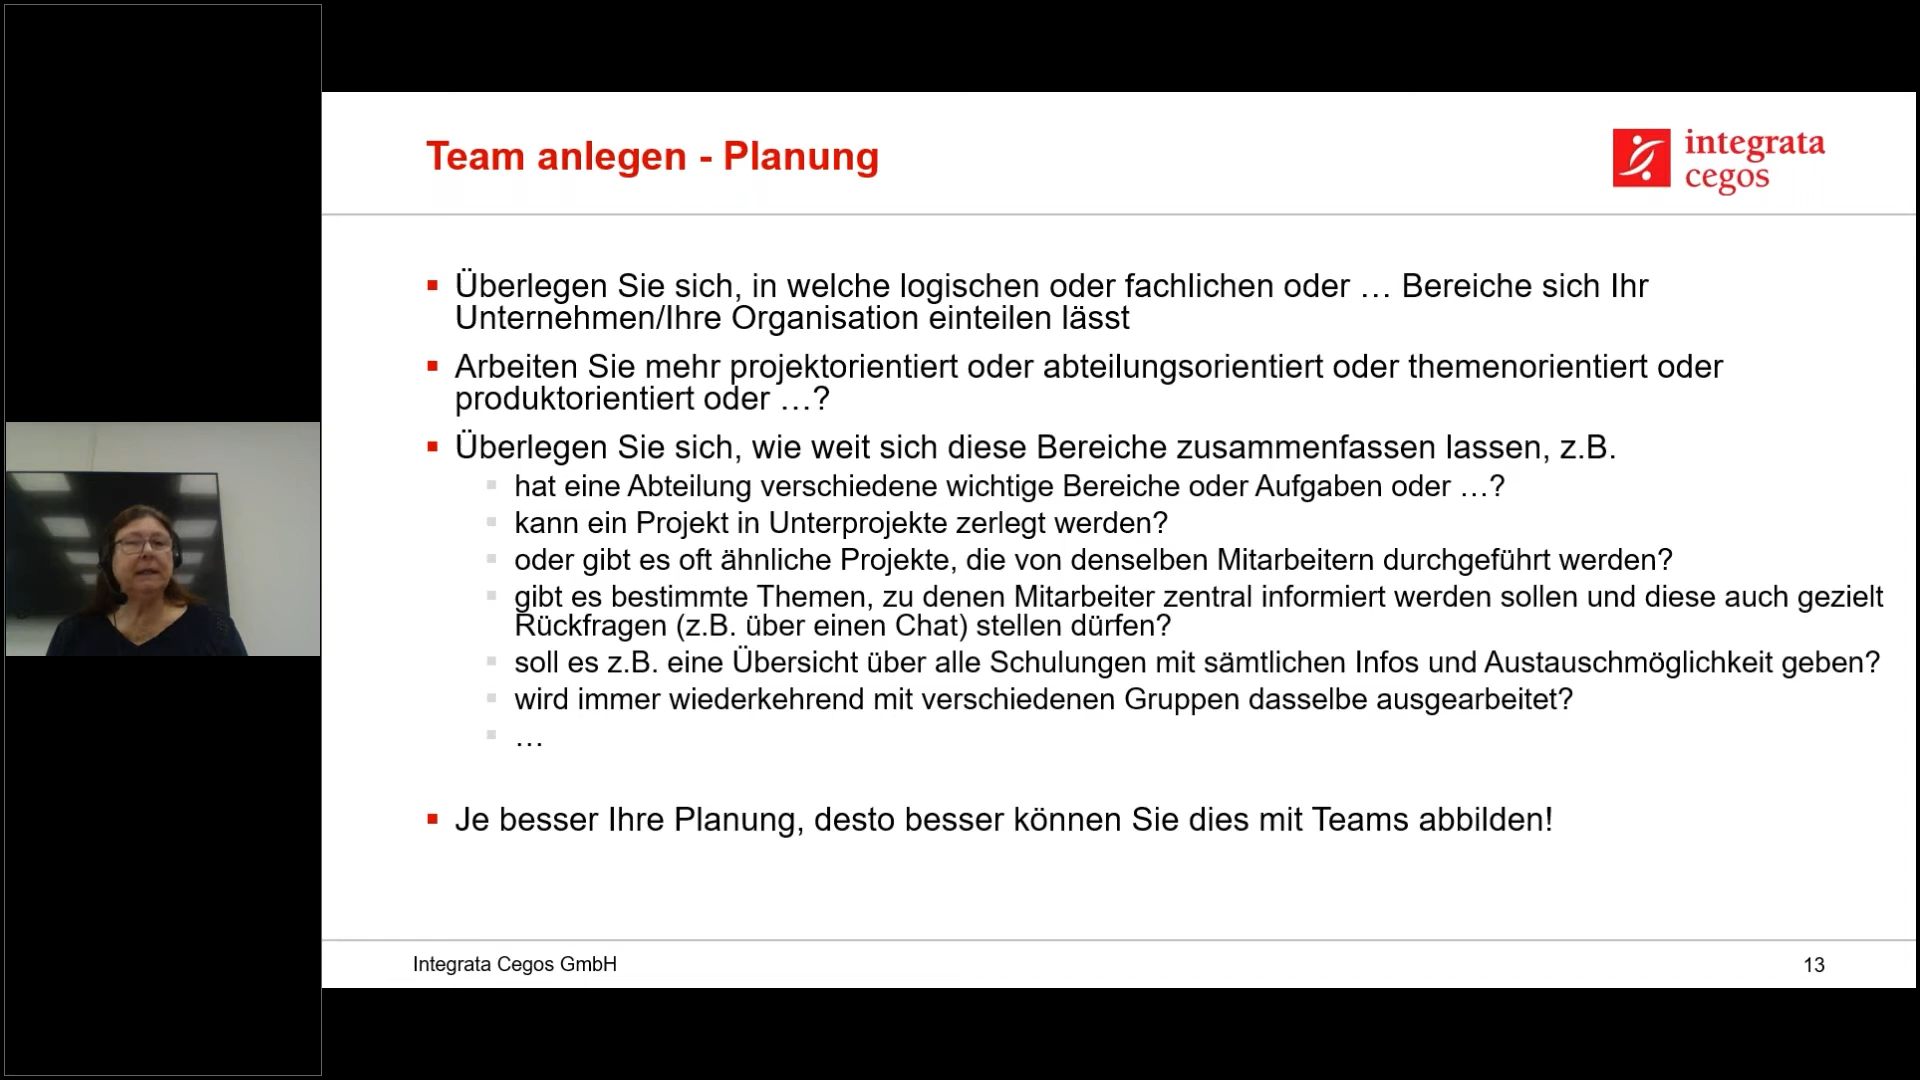 Team anlegen - Planung
integrata
cegos
Überlegen Sie sich, in welche logischen oder fachlichen oder … Bereiche sich Ihr
Unternehmen/Ihre Organisation einteilen lässt
Arbeiten Sie mehr projektorientiert oder abteilungsorientiert oder themenorientiert oder
produktorientiert oder …?
Überlegen Sie sich, wie weit sich diese Bereiche zusammenfassen lassen, z.B.
hat eine Abteilung verschiedene wichtige Bereiche oder Aufgaben oder …?
kann ein Projekt in Unterprojekte zerlegt werden?
oder gibt es oft ähnliche Projekte, die von denselben Mitarbeitern durchgeführt werden?
gibt es bestimmte Themen, zu denen Mitarbeiter zentral informiert werden sollen und diese auch gezielt
Rückfragen (z.B. über einen Chat) stellen dürfen?
soll es z.B. eine Übersicht über alle Schulungen mit sämtlichen Infos und Austauschmöglichkeit geben?
wird immer wiederkehrend mit verschiedenen Gruppen dasselbe ausgearbeitet?
…
Je besser Ihre Planung, desto besser können Sie dies mit Teams abbilden!
Integrata Cegos GmbH
13